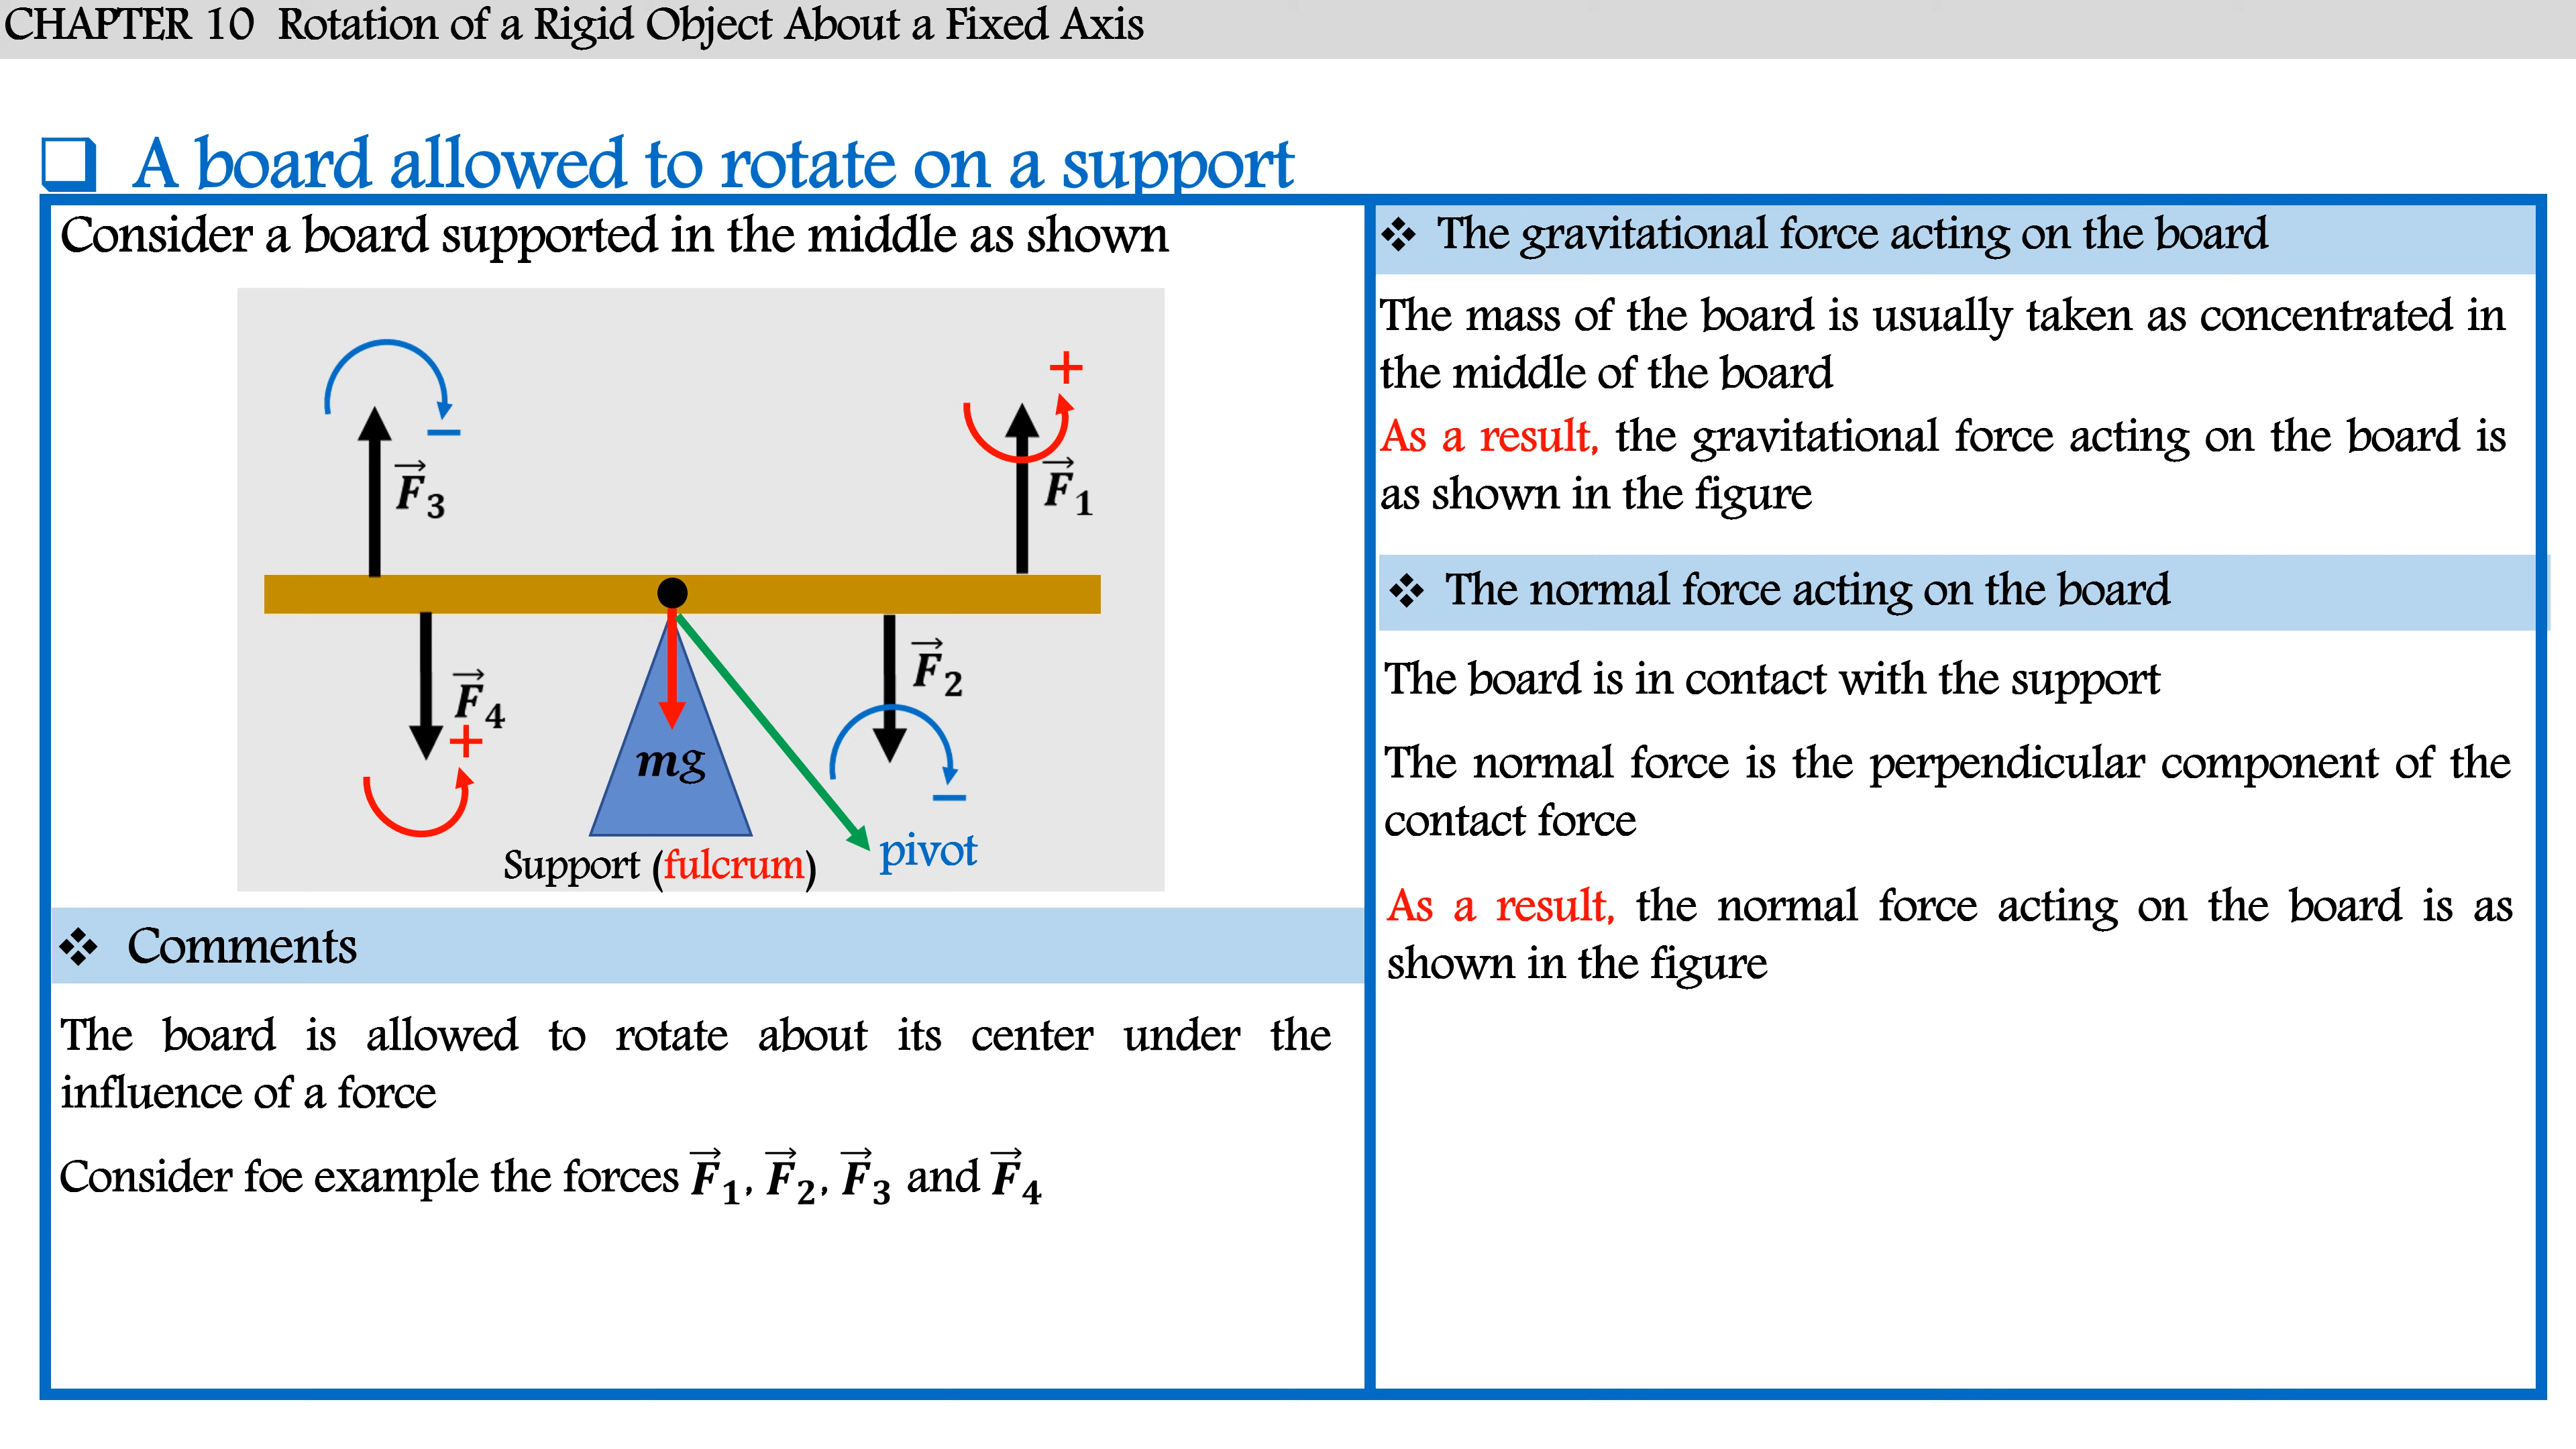 CHAPTER 10 Rotation of a Rigid Object About a Fixed Axis
❑ A board allowed to rotate on a support
Consider a board supported in the middle as shown
+
−
F⃗₃
F⃗₁
F⃗₄
+
F⃗₂
mg
−
pivot
Support (fulcrum)
❖ Comments
The board is allowed to rotate about its center under the
influence of a force
Consider foe example the forces F⃗₁, F⃗₂, F⃗₃ and F⃗₄
❖ The gravitational force acting on the board
The mass of the board is usually taken as concentrated in
the middle of the board
As a result, the gravitational force acting on the board is
as shown in the figure
❖ The normal force acting on the board
The board is in contact with the support
The normal force is the perpendicular component of the
contact force
As a result, the normal force acting on the board is as
shown in the figure